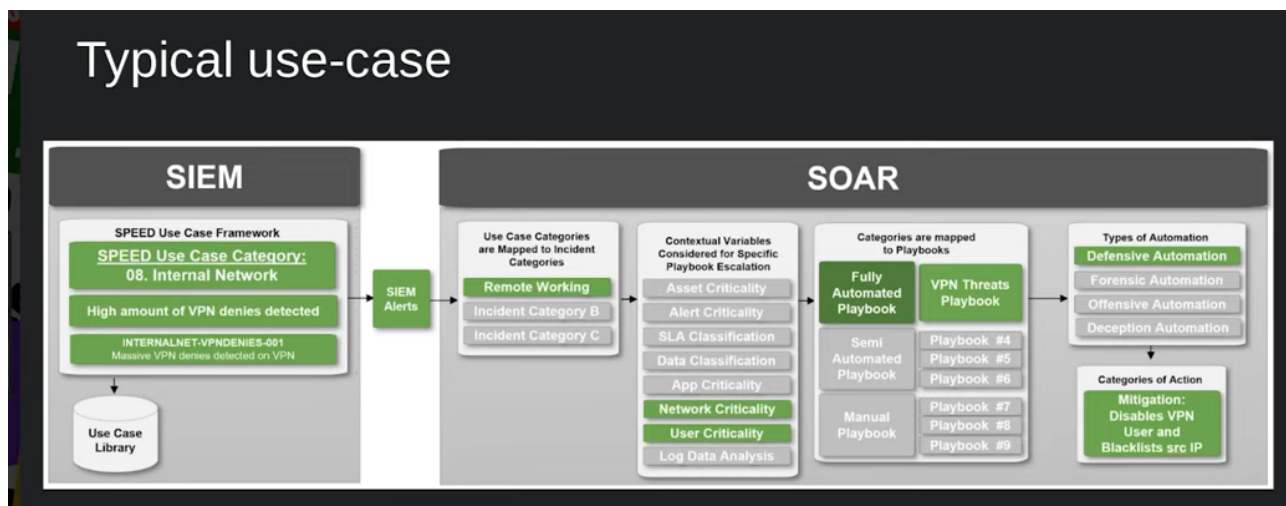 Typical use-case
SIEM
SPEED Use Case Framework
SPEED Use Case Category:
08. Internal Network
High amount of VPN denies detected
INTERNALNET-VPNDENIES-001
Massive VPN denies detected on VPN
Use Case
Library
SIEM
Alerts
SOAR
Use Case Categories
are Mapped to Incident
Categories
Remote Working
Incident Category B
Incident Category C
Contextual Variables
Considered for Specific
Playbook Escalation
Asset Criticality
Alert Criticality
SLA Classification
Data Classification
App Criticality
Network Criticality
User Criticality
Log Data Analysis
Categories are mapped
to Playbooks
Fully
Automated
Playbook
VPN Threats
Playbook
Semi
Automated
Playbook
Playbook #4
Playbook #5
Playbook #6
Manual
Playbook
Playbook #7
Playbook #8
Playbook #9
Types of Automation
Defensive Automation
Forensic Automation
Offensive Automation
Deception Automation
Categories of Action
Mitigation:
Disables VPN
User and
Blacklists src IP